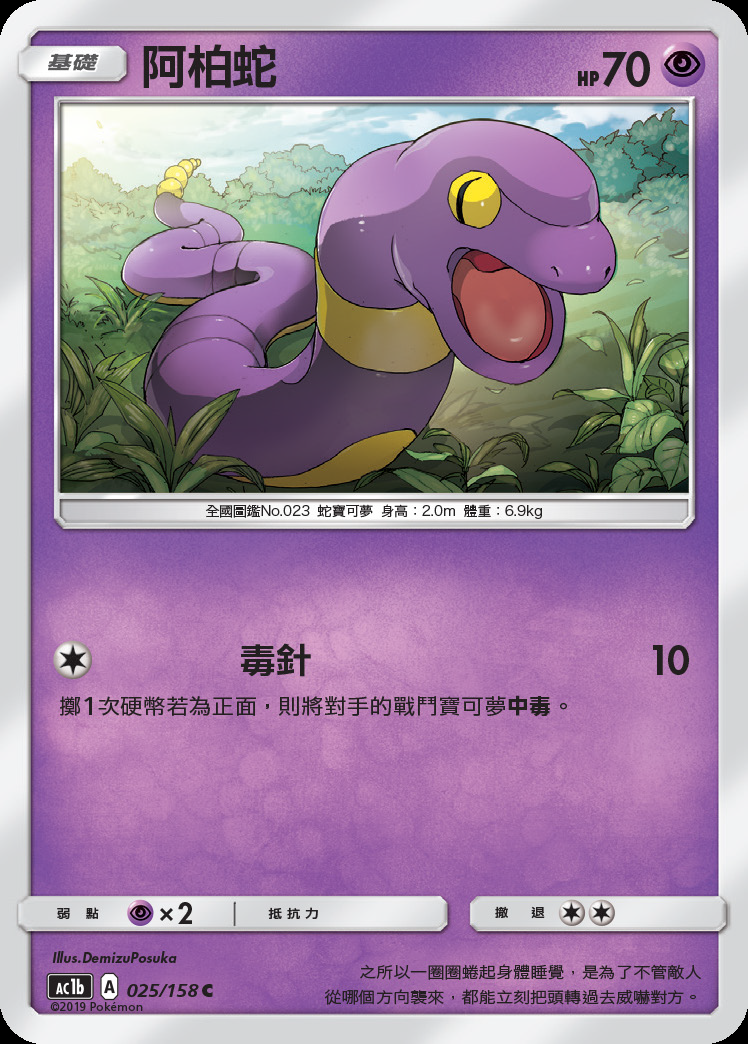 基礎 阿柏蛇 HP70
全國圖鑑No.023 蛇寶可夢 身高：2.0m 體重：6.9kg
毒針 10
擲1次硬幣若為正面，則將對手的戰鬥寶可夢中毒。
弱點 ×2 抵抗力 撤退
Illus.DemizuPosuka
AC1b A 025/158 C
©2019 Pokémon
之所以一圈圈蜷起身體睡覺，是為了不管敵人
從哪個方向襲來，都能立刻把頭轉過去威嚇對方。